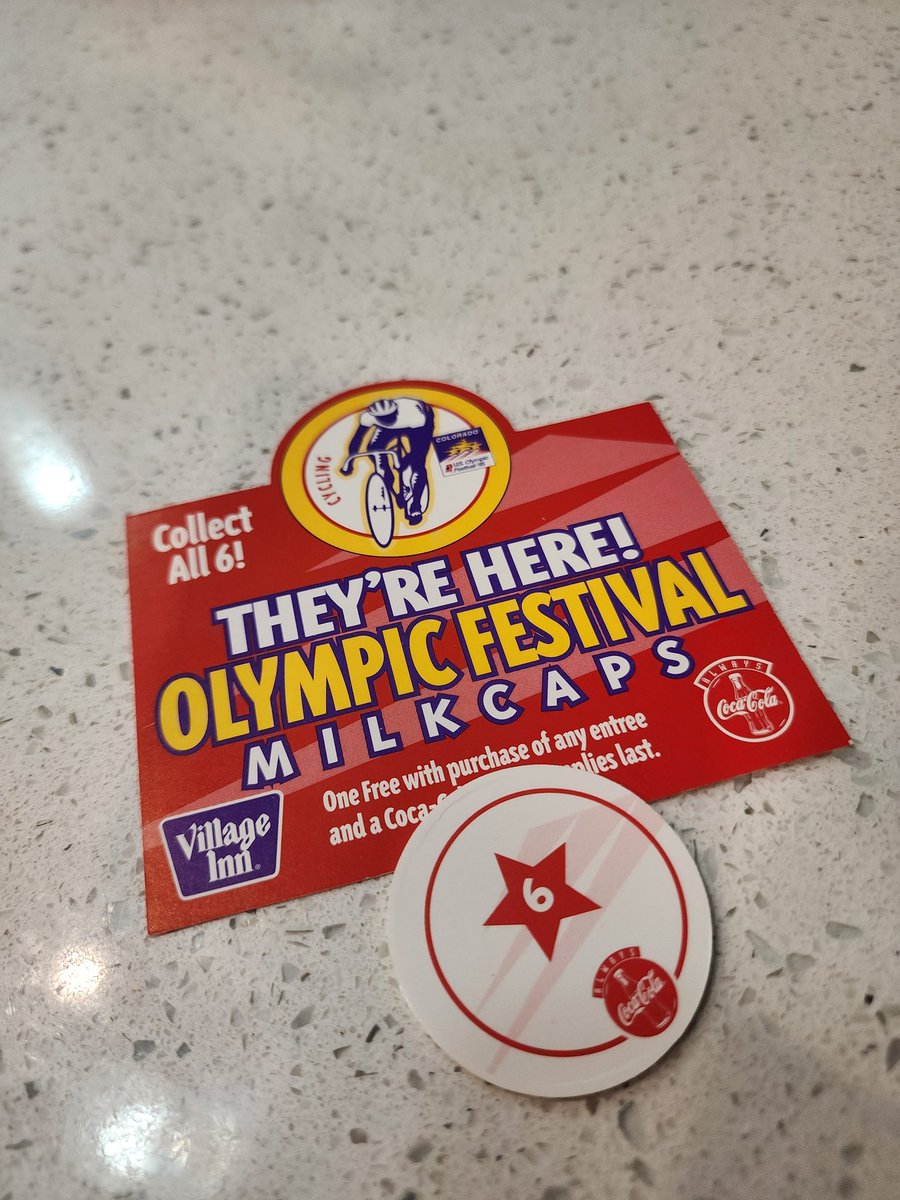 CYCLING
COLORADO
U.S. Olympic
Festival-'95
Collect
All 6!
THEY'RE HERE!
OLYMPIC FESTIVAL
MILKCAPS
ALWAYS
Coca-Cola
One Free with purchase of any entree
and a Coca-
last.
Village
Inn®
6
ALWAYS
Coca-Cola